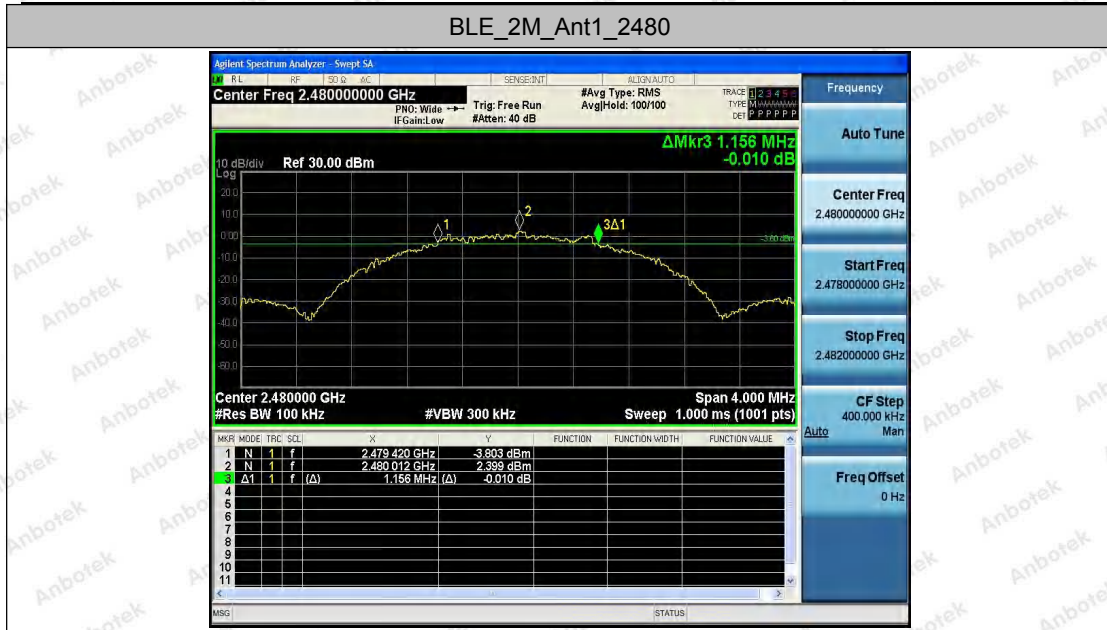 BLE_2M_Ant1_2480
Agilent Spectrum Analyzer - Swept SA
RL RF 50 Ω AC SENSE:INT ALIGNAUTO
Center Freq 2.480000000 GHz
#Avg Type: RMS
TRACE 1 2 3 4 5 6
PNO: Wide
Trig: Free Run
Avg|Hold: 100/100
TYPE M
IFGain:Low
#Atten: 40 dB
DET P P P P P P
ΔMkr3 1.156 MHz
-0.010 dB
10 dB/div Ref 30.00 dBm
Log
20.0
10.0
0.00
-10.0
-20.0
-30.0
-40.0
-50.0
-60.0
1
2
3Δ1
-3.60 dBm
Center 2.480000 GHz Span 4.000 MHz
#Res BW 100 kHz #VBW 300 kHz Sweep 1.000 ms (1001 pts)
MKR MODE TRC SCL X Y FUNCTION FUNCTION WIDTH FUNCTION VALUE
1 N 1 f 2.479 420 GHz -3.803 dBm
2 N 1 f 2.480 012 GHz 2.399 dBm
3 Δ1 1 f (Δ) 1.156 MHz (Δ) -0.010 dB
4
5
6
7
8
9
10
11
MSG STATUS
Frequency
Auto Tune
Center Freq
2.480000000 GHz
Start Freq
2.478000000 GHz
Stop Freq
2.482000000 GHz
CF Step
400.000 kHz
Auto Man
Freq Offset
0 Hz
Anbotek